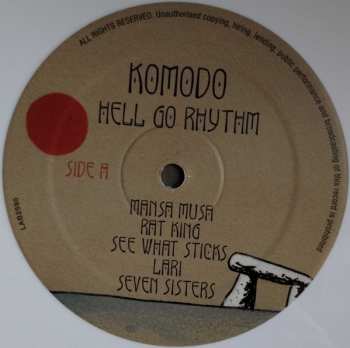 ALL RIGHTS RESERVED. Unauthorised copying, hiring, lending, public performance and broadcasting of this record is prohibited
KOMODO
HELL GO RHYTHM
SIDE A
MANSA MUSA
RAT KING
SEE WHAT STICKS
LARI
SEVEN SISTERS